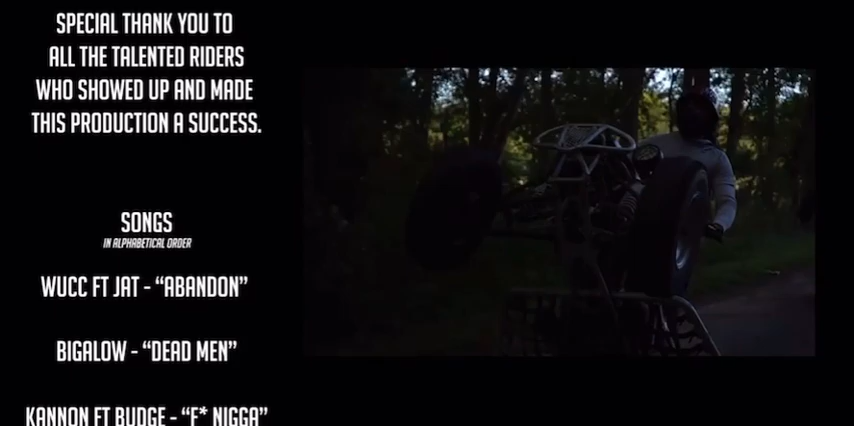 SPECIAL THANK YOU TO
ALL THE TALENTED RIDERS
WHO SHOWED UP AND MADE
THIS PRODUCTION A SUCCESS.
SONGS
IN ALPHABETICAL ORDER
WUCC FT JAT - “ABANDON”
BIGALOW - “DEAD MEN”
KANNON FT BUDGE - “F* NIGGA”